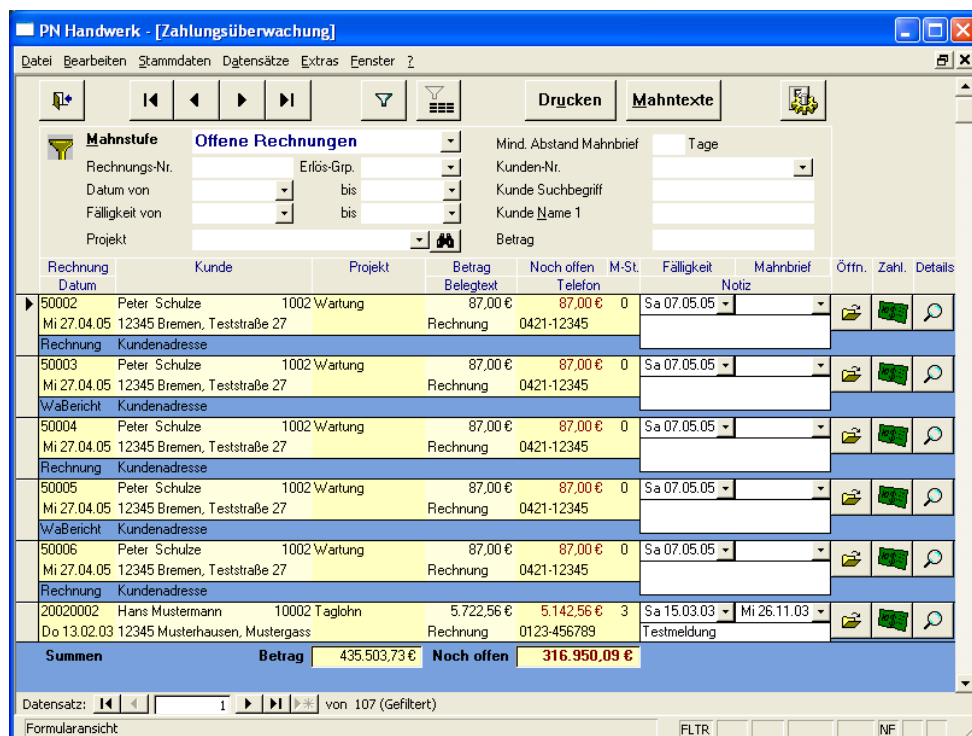 PN Handwerk - [Zahlungsüberwachung]
Datei Bearbeiten Stammdaten Datensätze Extras Fenster ?
Drucken Mahntexte
Mahnstufe Offene Rechnungen Mind. Abstand Mahnbrief Tage
Rechnungs-Nr. Erlös-Grp. Kunden-Nr.
Datum von bis Kunde Suchbegriff
Fälligkeit von bis Kunde Name 1
Projekt Betrag
Rechnung Kunde Projekt Betrag Noch offen M-St. Fälligkeit Mahnbrief Öffn. Zahl. Details
Datum Belegtext Telefon Notiz
50002 Peter Schulze 1002 Wartung 87,00 € 87,00 € 0 Sa 07.05.05
Mi 27.04.05 12345 Bremen, Teststraße 27 Rechnung 0421-12345
Rechnung Kundenadresse
50003 Peter Schulze 1002 Wartung 87,00 € 87,00 € 0 Sa 07.05.05
Mi 27.04.05 12345 Bremen, Teststraße 27 Rechnung 0421-12345
WaBericht Kundenadresse
50004 Peter Schulze 1002 Wartung 87,00 € 87,00 € 0 Sa 07.05.05
Mi 27.04.05 12345 Bremen, Teststraße 27 Rechnung 0421-12345
Rechnung Kundenadresse
50005 Peter Schulze 1002 Wartung 87,00 € 87,00 € 0 Sa 07.05.05
Mi 27.04.05 12345 Bremen, Teststraße 27 Rechnung 0421-12345
WaBericht Kundenadresse
50006 Peter Schulze 1002 Wartung 87,00 € 87,00 € 0 Sa 07.05.05
Mi 27.04.05 12345 Bremen, Teststraße 27 Rechnung 0421-12345
Rechnung Kundenadresse
20020002 Hans Mustermann 10002 Taglohn 5.722,56 € 5.142,56 € 3 Sa 15.03.03 Mi 26.11.03
Do 13.02.03 12345 Musterhausen, Mustergass Rechnung 0123-456789 Testmeldung
Summen Betrag 435.503,73 € Noch offen 316.950,09 €
Datensatz: 1 von 107 (Gefiltert)
Formularansicht FLTR NF